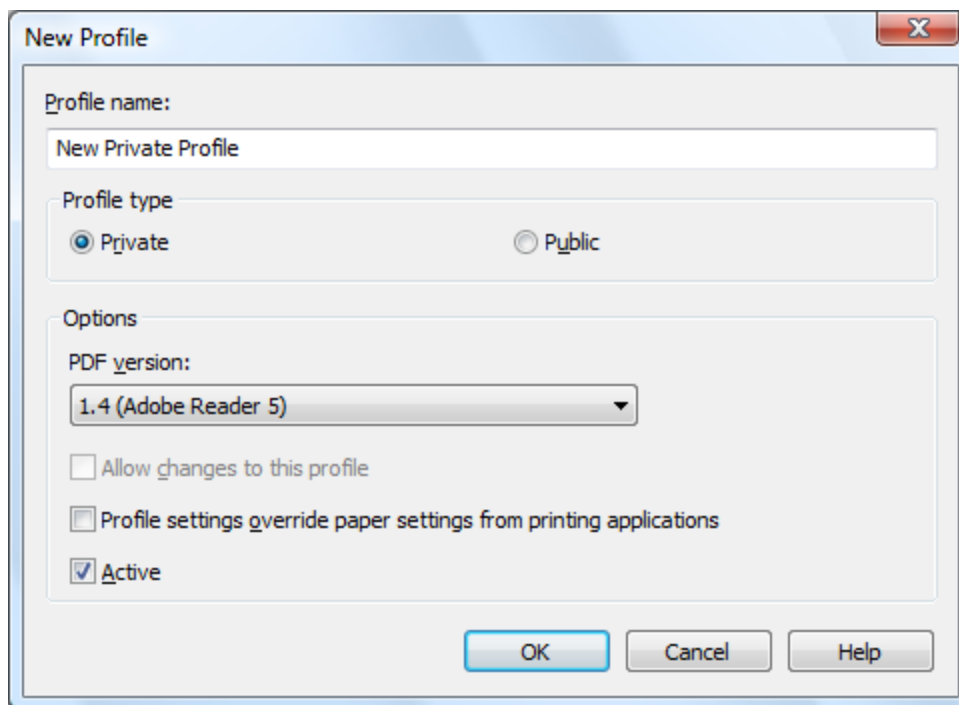 New Profile
Profile name:
New Private Profile
Profile type
Private
Public
Options
PDF version:
1.4 (Adobe Reader 5)
Allow changes to this profile
Profile settings override paper settings from printing applications
Active
OK
Cancel
Help